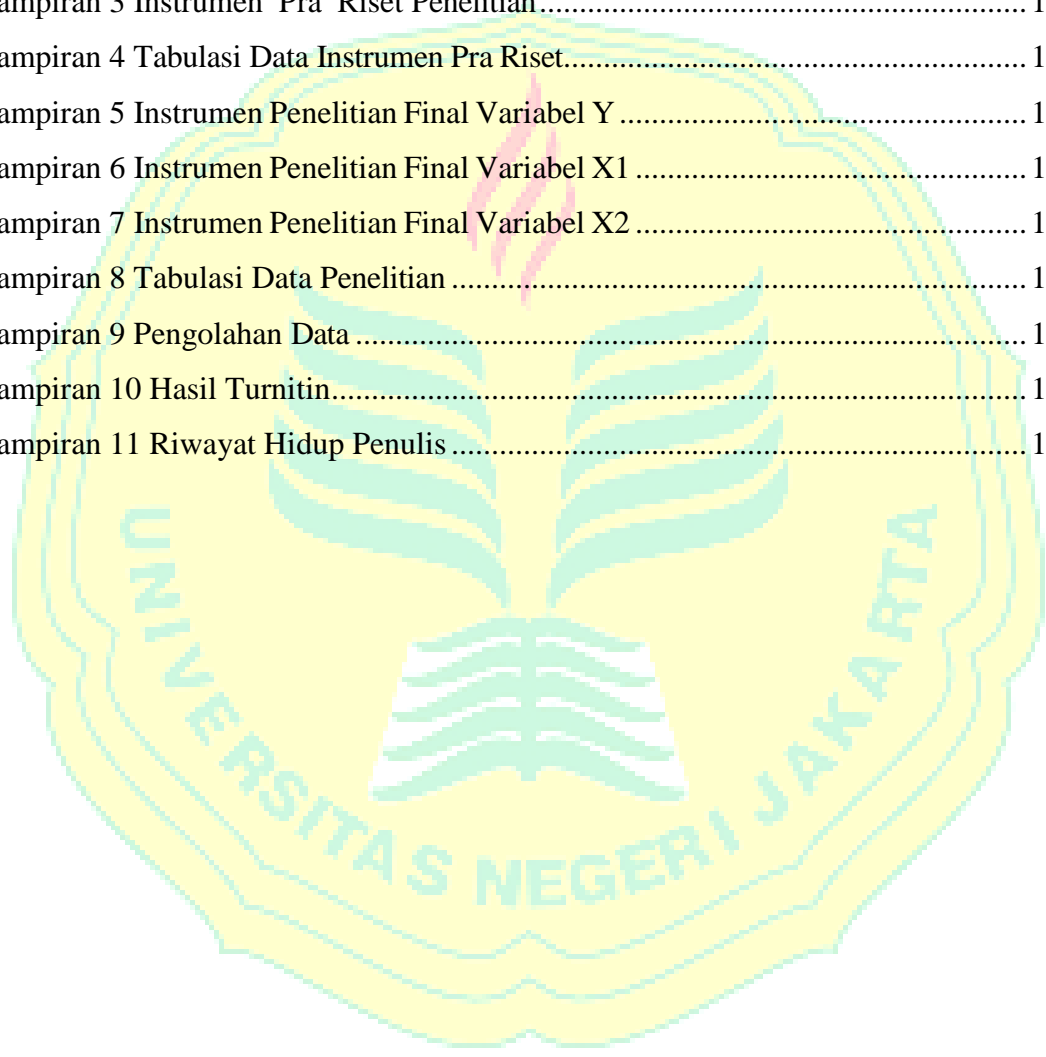 ampiran 3 Instrumen Pra Riset Penelitian.......................................................... 1
ampiran 4 Tabulasi Data Instrumen Pra Riset....................................................... 1
ampiran 5 Instrumen Penelitian Final Variabel Y ................................................. 1
ampiran 6 Instrumen Penelitian Final Variabel X1 ............................................... 1
ampiran 7 Instrumen Penelitian Final Variabel X2 ............................................... 1
ampiran 8 Tabulasi Data Penelitian ...................................................................... 1
ampiran 9 Pengolahan Data .................................................................................. 1
ampiran 10 Hasil Turnitin..................................................................................... 1
ampiran 11 Riwayat Hidup Penulis ...................................................................... 1
UNIVERSITAS NEGERI JAKARTA